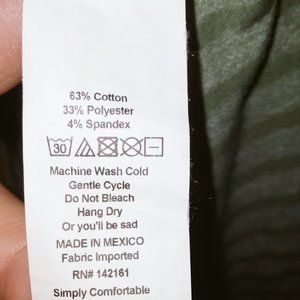 63% Cotton
33% Polyester
4% Spandex
30
Machine Wash Cold
Gentle Cycle
Do Not Bleach
Hang Dry
Or you'll be sad
MADE IN MEXICO
Fabric Imported
RN# 142161
Simply Comfortable